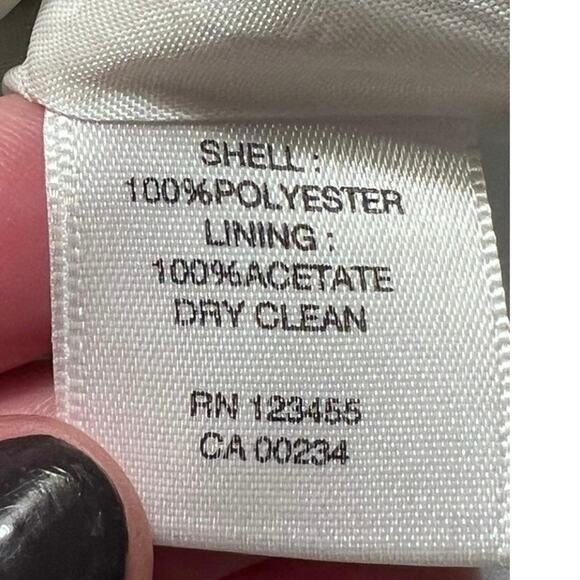 SHELL :
100%POLYESTER
LINING :
100%ACETATE
DRY CLEAN
RN 123455
CA 00234